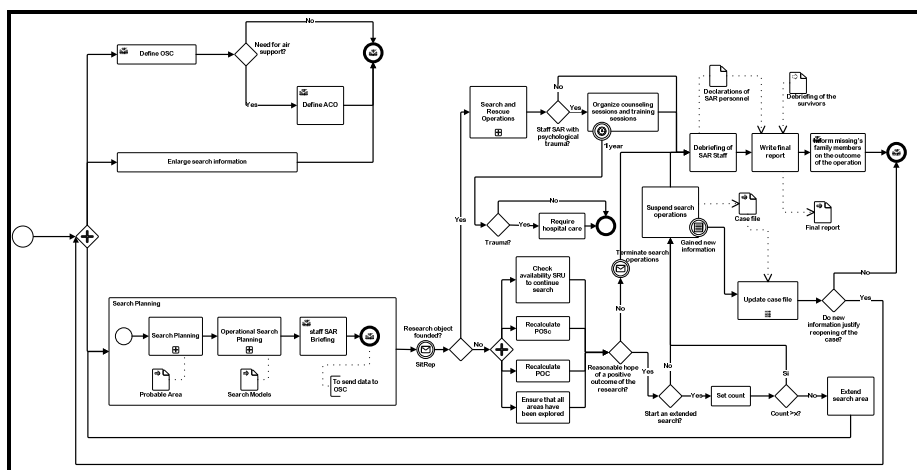 No
Define OSC
Need for air
support?
Yes
Define ACO
Enlarge search information
Search Planning
Search Planning
Operational Search
Planning
staff SAR
Briefing
Probable Area
Search Models
To send data to
OSC
Research object
founded?
SitRep
Yes
No
Search and
Rescue
Operations
No
Yes
Staff SAR with
psychological
trauma?
Organize counseling
sessions and training
sessions
1 year
No
Yes
Trauma?
Require
hospital care
Check
availability SRU
to continue
search
Recalculate
POSc
Recalculate
POC
Ensure that all
areas have
been explored
Terminate search
operations
No
Reasonable hope
of a positive
outcome of the
research?
Yes
Declarations of
SAR personnel
Debriefing of the
survivors
Debriefing of
SAR Staff
Write final
report
Inform missing's
family members
on the outcome of
the operation
Final report
Suspend search
operations
Case file
Gained new
information
Update case file
No
Yes
Do new
information justify
reopening of
the case?
No
Start an extended
search?
Yes
Set count
Si
Count >x?
No
Extend
search area